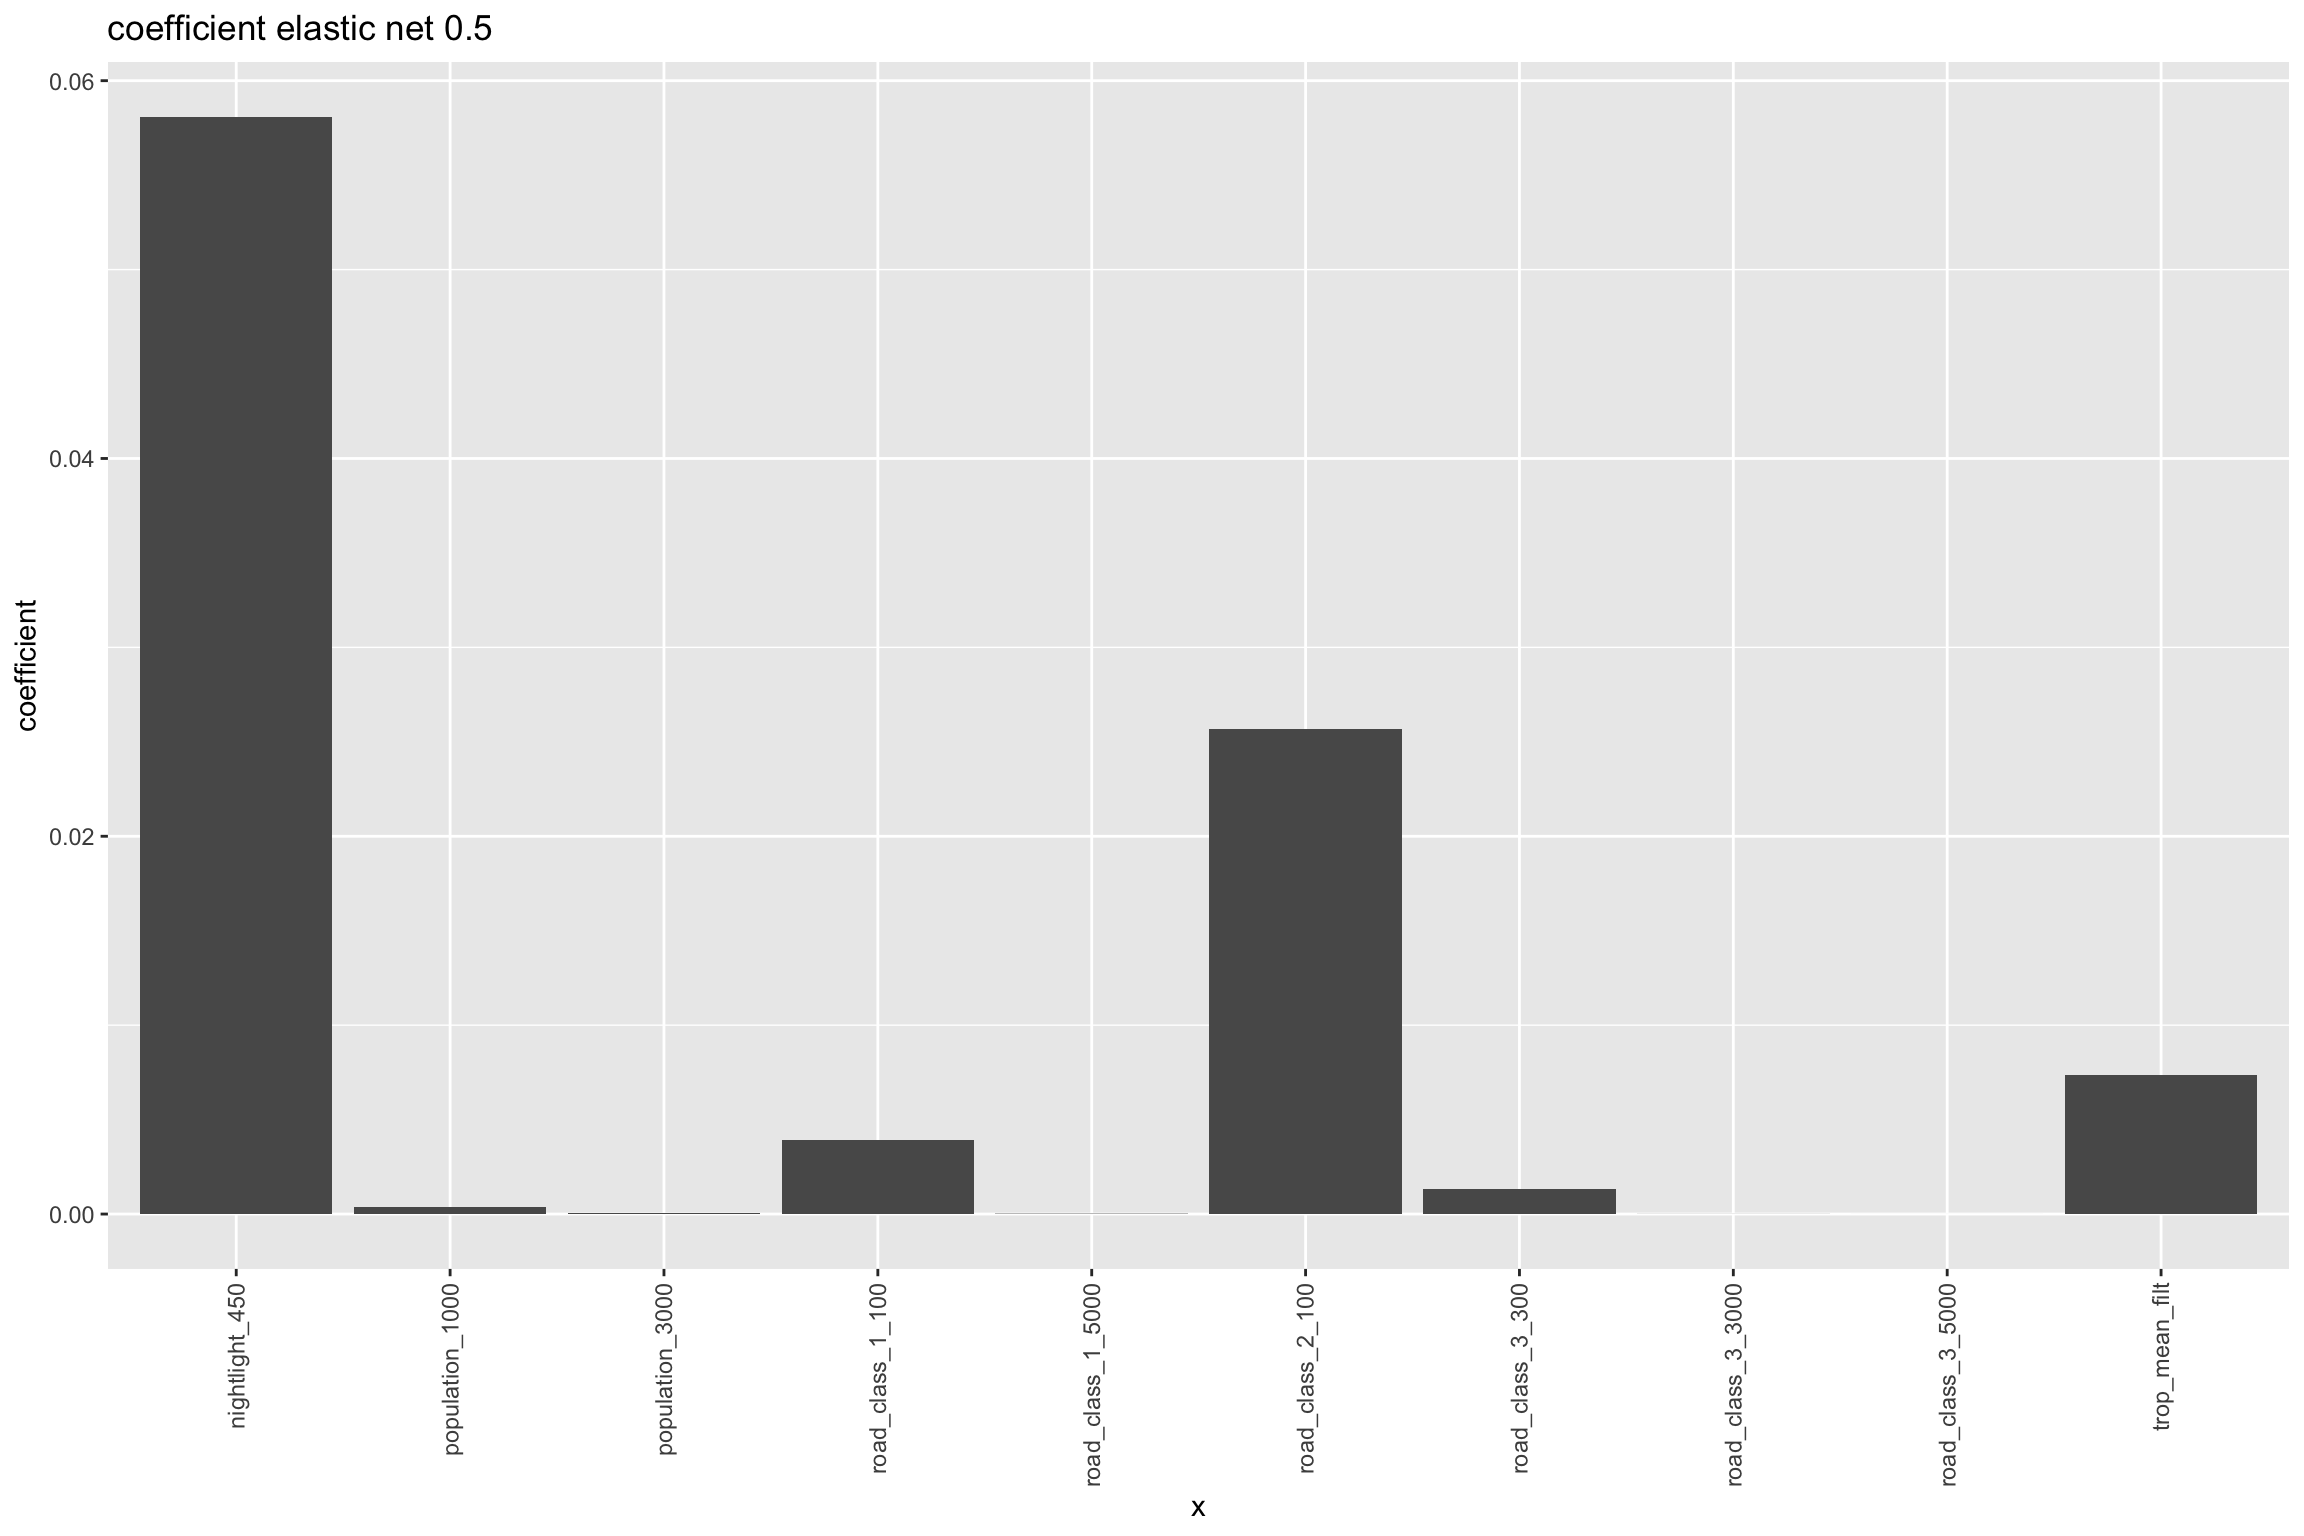 coefficient elastic net 0.5
0.06
0.04
0.02
0.00
coefficient
nightlight_450
population_1000
population_3000
road_class_1_100
road_class_1_5000
road_class_2_100
road_class_3_300
road_class_3_3000
road_class_3_5000
trop_mean_filt
x